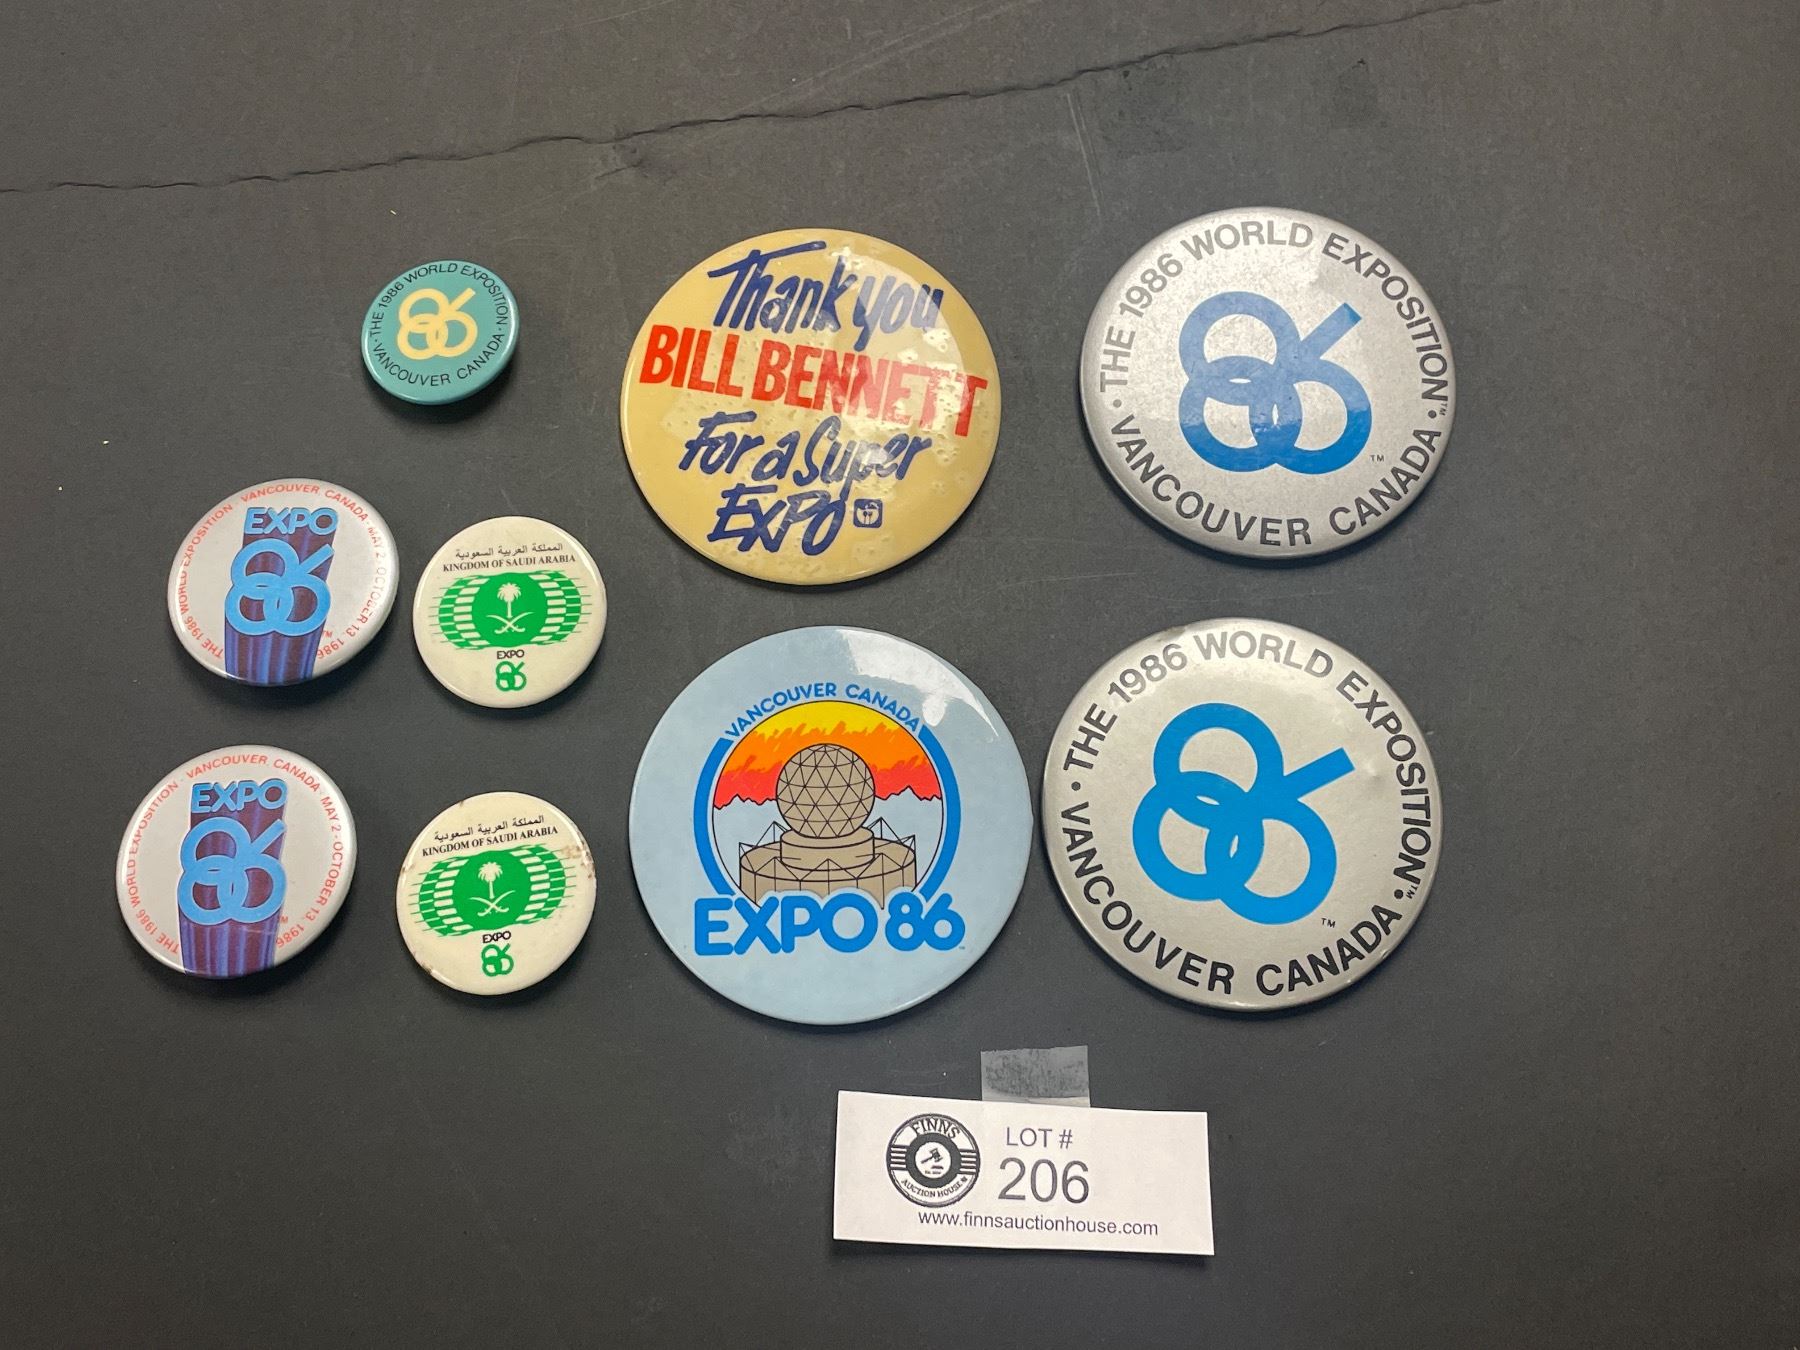 · THE 1986 WORLD EXPOSITION ·
VANCOUVER CANADA
86
Thank you
BILL BENNETT
For a Super
EXPO
THE 1986 WORLD EXPOSITION™
· VANCOUVER CANADA ·
86
™
THE 1986 WORLD EXPOSITION VANCOUVER, CANADA · MAY 2 - OCTOBER 13, 1986
EXPO
86
™
المملكة العربية السعودية
KINGDOM OF SAUDI ARABIA
EXPO
86
VANCOUVER CANADA
EXPO 86
™
· THE 1986 WORLD EXPOSITION™
· VANCOUVER CANADA
86
™
THE 1986 WORLD EXPOSITION - VANCOUVER, CANADA · MAY 2 - OCTOBER 13, 1986
EXPO
86
™
المملكة العربية السعودية
KINGDOM OF SAUDI ARABIA
EXPO
86
FINNS
AUCTION HOUSE
LOT #
206
www.finnsauctionhouse.com